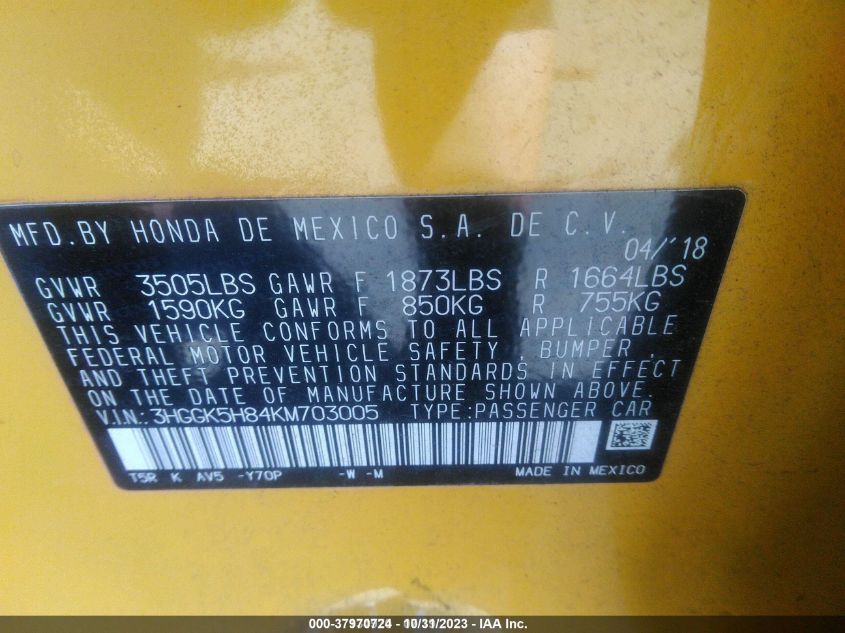 MFD.BY HONDA DE MEXICO S.A. DE C.V.
04/'18
GVWR 3505LBS GAWR F 1873LBS R 1664LBS
GVWR 1590KG GAWR F 850KG R 755KG
THIS VEHICLE CONFORMS TO ALL APPLICABLE
FEDERAL MOTOR VEHICLE SAFETY , BUMPER ,
AND THEFT PREVENTION STANDARDS IN EFFECT
ON THE DATE OF MANUFACTURE SHOWN ABOVE.
V.I.N.: 3HGGK5H84KM703005 TYPE:PASSENGER CAR
T5R K AV5 -Y70P -W -M MADE IN MEXICO
000-37970724 - 10/31/2023 - IAA Inc.